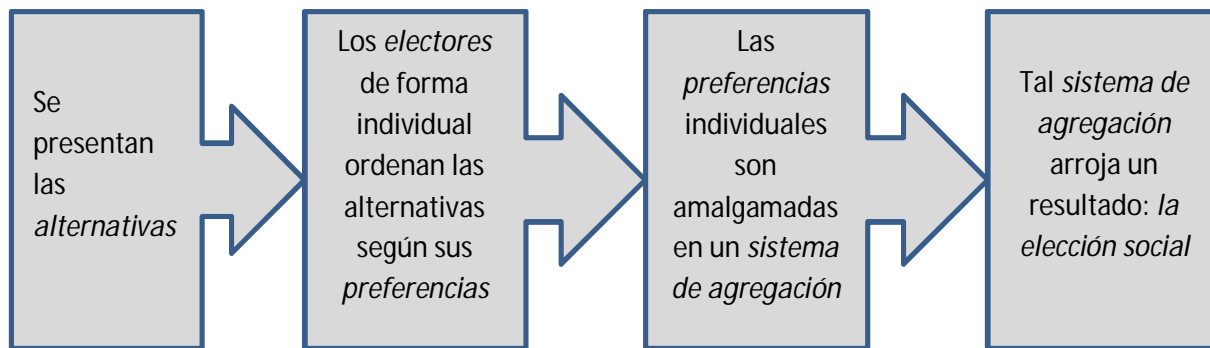 Se
presentan
las
alternativas
Los electores
de forma
individual
ordenan las
alternativas
según sus
preferencias
Las
preferencias
individuales
son
amalgamadas
en un sistema
de agregación
Tal sistema de
agregación
arroja un
resultado: la
elección social